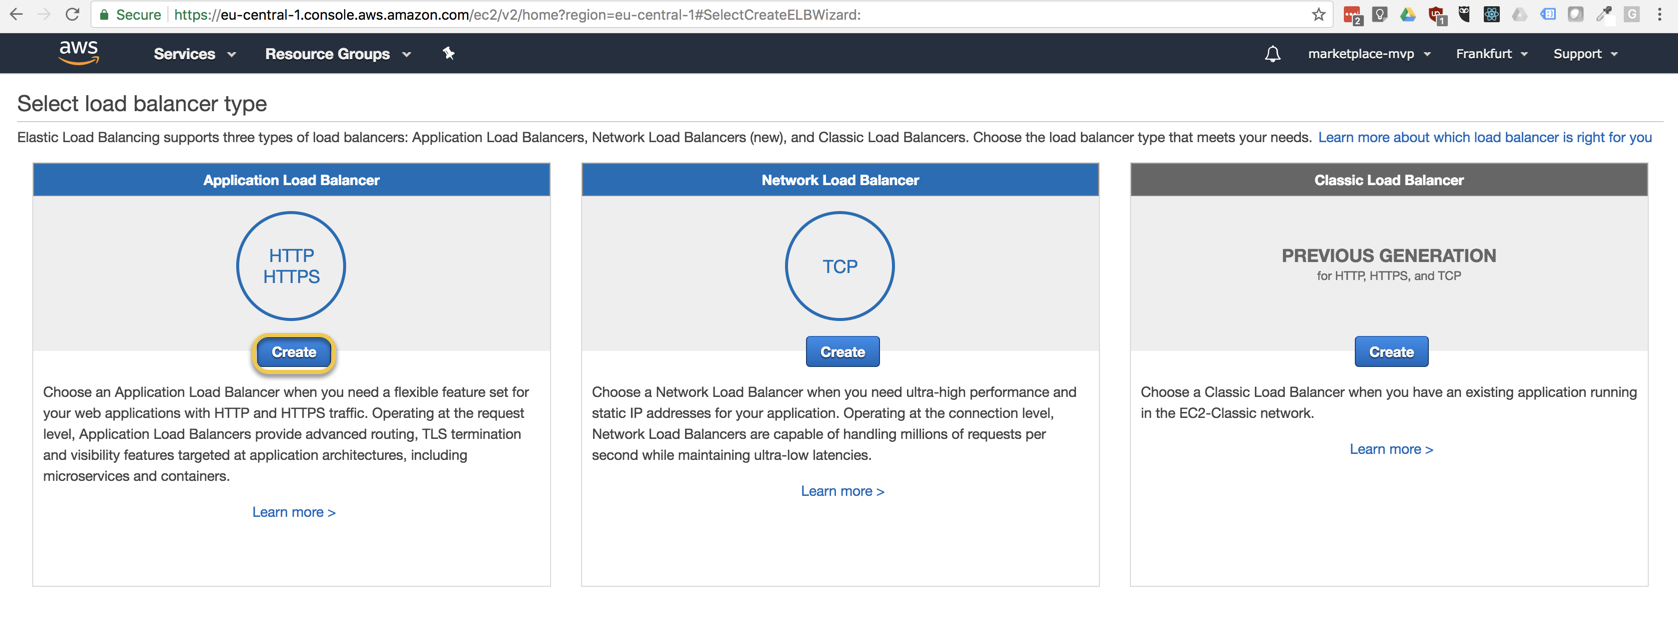 Secure https://eu-central-1.console.aws.amazon.com/ec2/v2/home?region=eu-central-1#SelectCreateELBWizard:
2
1
G
aws Services Resource Groups marketplace-mvp Frankfurt Support
Select load balancer type
Elastic Load Balancing supports three types of load balancers: Application Load Balancers, Network Load Balancers (new), and Classic Load Balancers. Choose the load balancer type that meets your needs. Learn more about which load balancer is right for you
Application Load Balancer
HTTP
HTTPS
Create
Choose an Application Load Balancer when you need a flexible feature set for
your web applications with HTTP and HTTPS traffic. Operating at the request
level, Application Load Balancers provide advanced routing, TLS termination
and visibility features targeted at application architectures, including
microservices and containers.
Learn more >
Network Load Balancer
TCP
Create
Choose a Network Load Balancer when you need ultra-high performance and
static IP addresses for your application. Operating at the connection level,
Network Load Balancers are capable of handling millions of requests per
second while maintaining ultra-low latencies.
Learn more >
Classic Load Balancer
PREVIOUS GENERATION
for HTTP, HTTPS, and TCP
Create
Choose a Classic Load Balancer when you have an existing application running
in the EC2-Classic network.
Learn more >